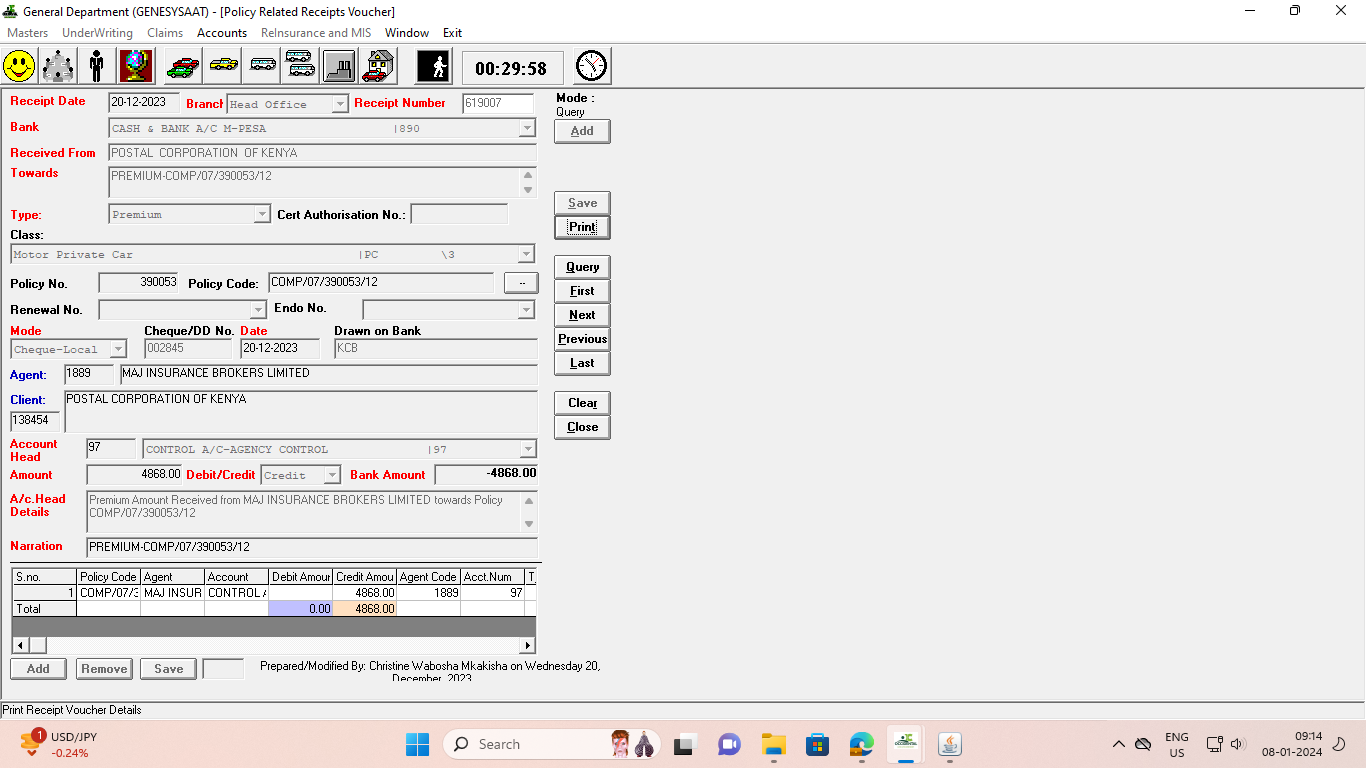 General Department (GENESYSAAT) - [Policy Related Receipts Voucher]
Masters UnderWriting Claims Accounts ReInsurance and MIS Window Exit
00:29:58
Receipt Date 20-12-2023 Branch Head Office Receipt Number 619007
Mode :
Query
Bank CASH & BANK A/C M-PESA |890
Add
Received From POSTAL CORPORATION OF KENYA
Towards PREMIUM-COMP/07/390053/12
Save
Type: Premium Cert Authorisation No.:
Print
Class:
Motor Private Car |PC \3
Query
Policy No. 390053 Policy Code: COMP/07/390053/12 --
First
Renewal No. Endo No.
Next
Mode Cheque/DD No. Date Drawn on Bank
Previous
Cheque-Local 002845 20-12-2023 KCB
Last
Agent: 1889 MAJ INSURANCE BROKERS LIMITED
Client: POSTAL CORPORATION OF KENYA
138454
Clear
Close
Account Head 97 CONTROL A/C-AGENCY CONTROL |97
Amount 4868.00 Debit/Credit Credit Bank Amount -4868.00
A/c.Head Details Premium Amount Received from MAJ INSURANCE BROKERS LIMITED towards Policy
COMP/07/390053/12
Narration PREMIUM-COMP/07/390053/12
S.no. Policy Code Agent Account Debit Amour Credit Amou Agent Code Acct.Num T
1 COMP/07/3 MAJ INSUR CONTROL A 4868.00 1889 97
Total 0.00 4868.00
Add Remove Save Prepared/Modified By: Christine Wabosha Mkakisha on Wednesday 20,
December, 2023
Print Receipt Voucher Details
1 USD/JPY
-0.24%
Search
ENG
US
09:14
08-01-2024